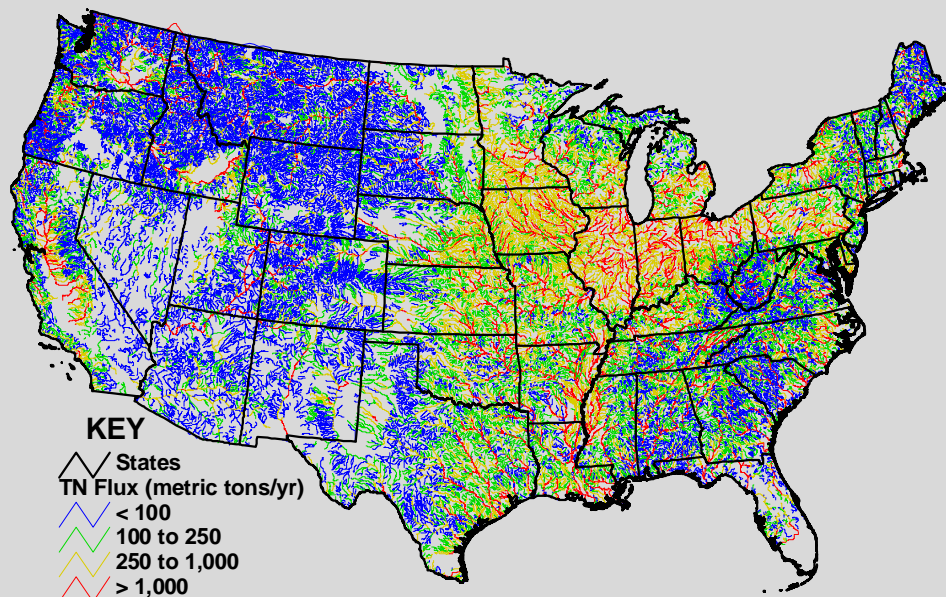 KEY
States
TN Flux (metric tons/yr)
< 100
100 to 250
250 to 1,000
> 1,000